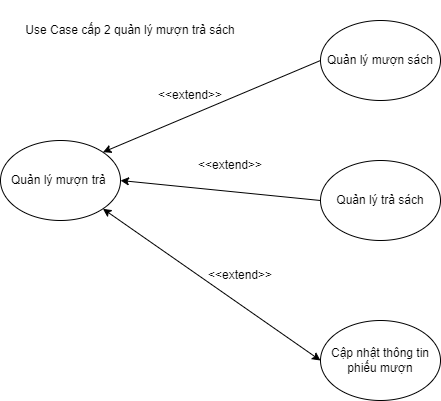 Use Case cấp 2 quản lý mượn trả sách
Quản lý mượn sách
<<extend>>
<<extend>>
Quản lý mượn trả
Quản lý trả sách
<<extend>>
Cập nhật thông tin
phiếu mượn